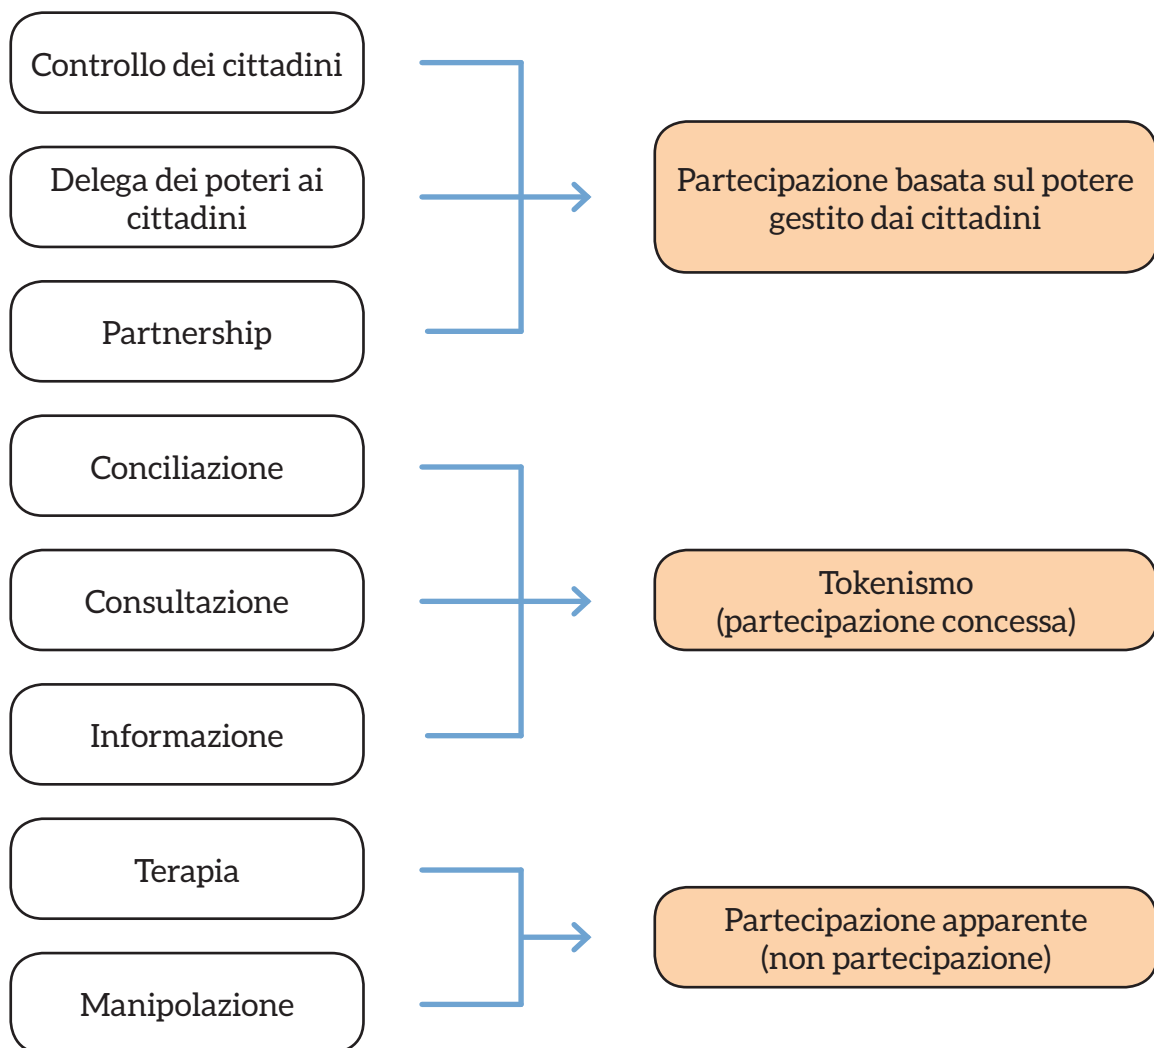 Controllo dei cittadini
Delega dei poteri ai
cittadini
Partnership
Partecipazione basata sul potere
gestito dai cittadini
Conciliazione
Consultazione
Informazione
Tokenismo
(partecipazione concessa)
Terapia
Manipolazione
Partecipazione apparente
(non partecipazione)